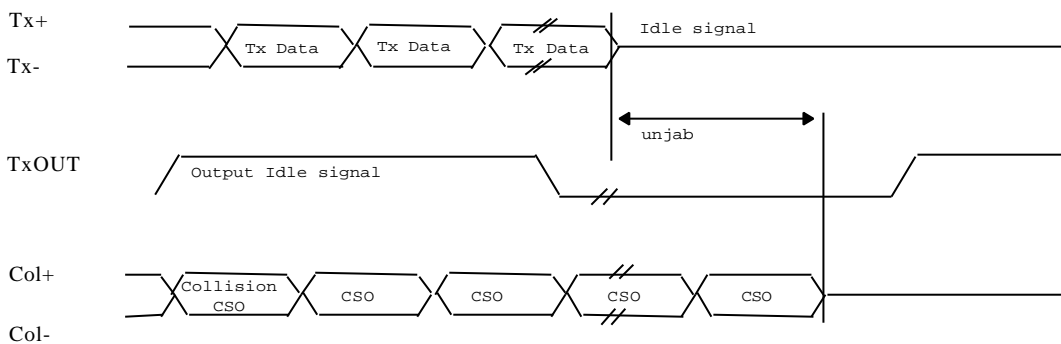 Tx+
Tx Data
Tx Data
Tx Data
Idle signal
Tx-
unjab
TxOUT
Output Idle signal
Col+
Collision
CSO
CSO
CSO
CSO
CSO
Col-